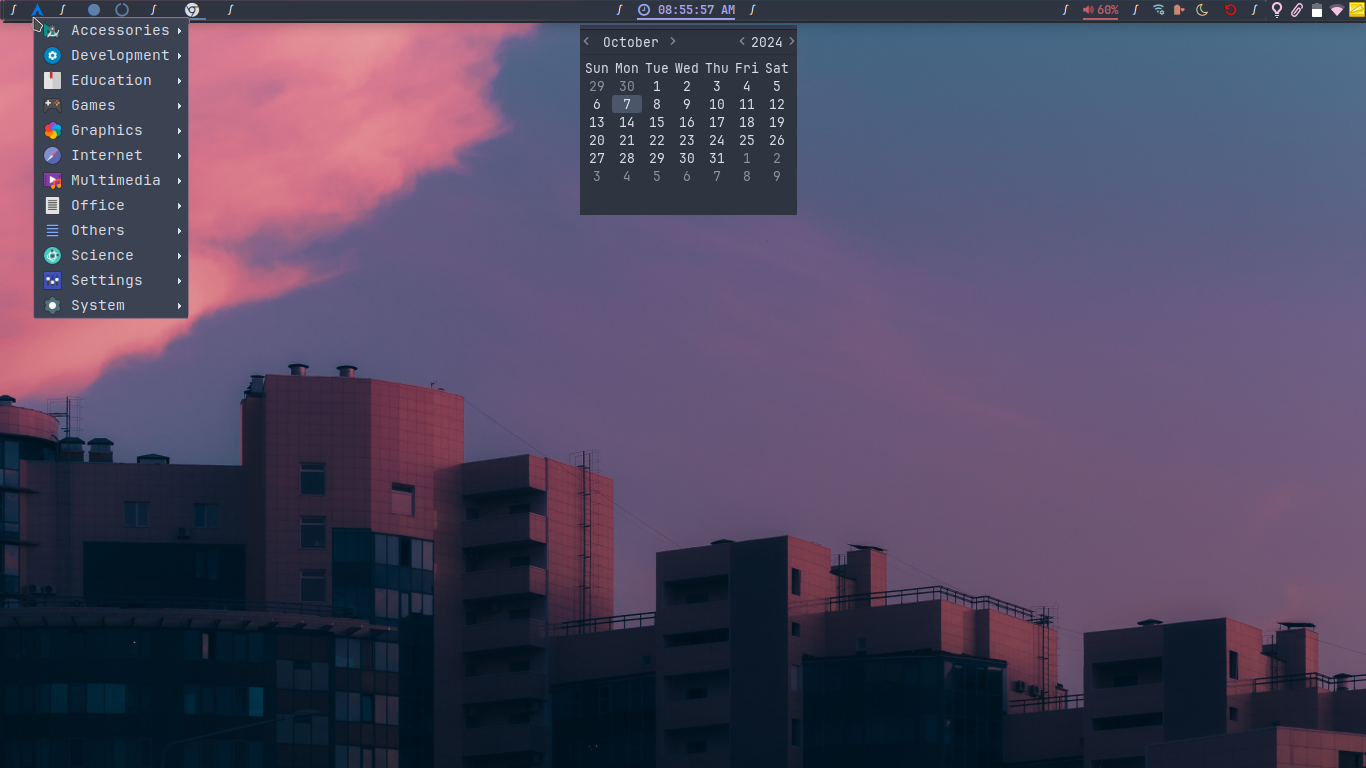 ʃ ʃ ʃ ʃ ʃ 08:55:57 AM ʃ ʃ 60% ʃ ʃ
Accessories
Development
Education
Games
Graphics
Internet
Multimedia
Office
Others
Science
Settings
System
October 2024
Sun Mon Tue Wed Thu Fri Sat
29 30 1 2 3 4 5
6 7 8 9 10 11 12
13 14 15 16 17 18 19
20 21 22 23 24 25 26
27 28 29 30 31 1 2
3 4 5 6 7 8 9